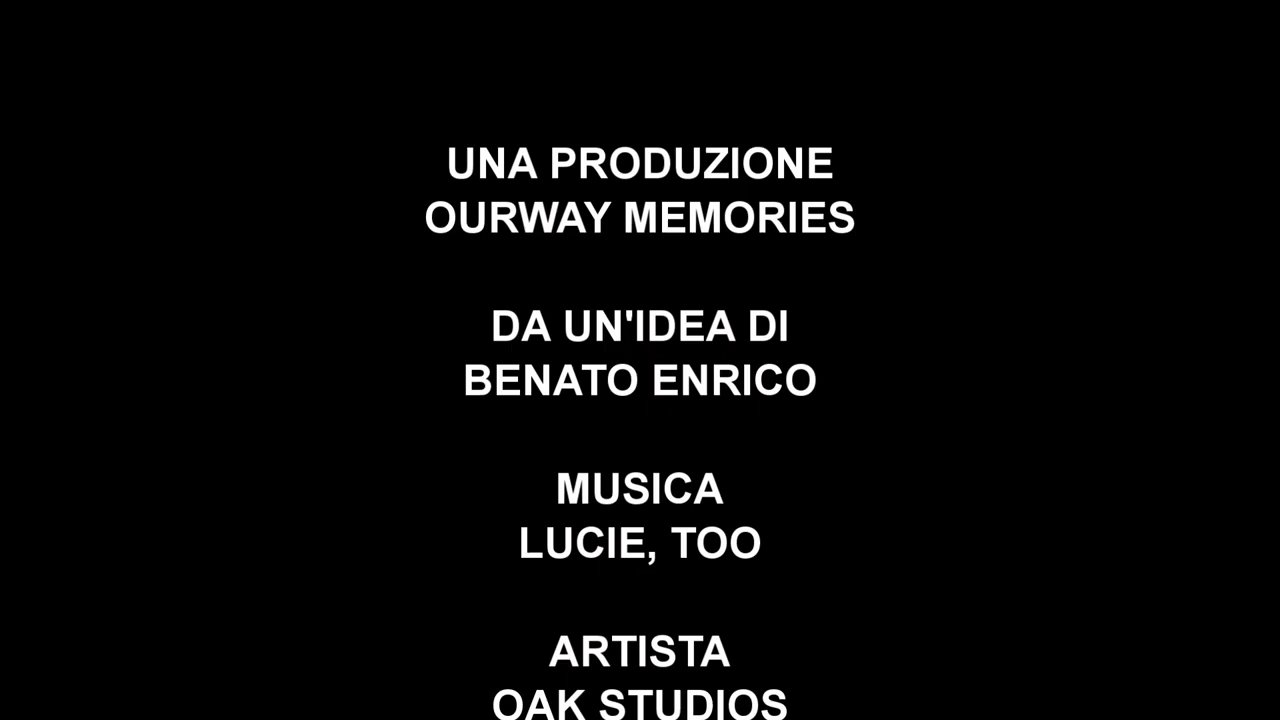 UNA PRODUZIONE
OURWAY MEMORIES
DA UN'IDEA DI
BENATO ENRICO
MUSICA
LUCIE, TOO
ARTISTA
OAK STUDIOS